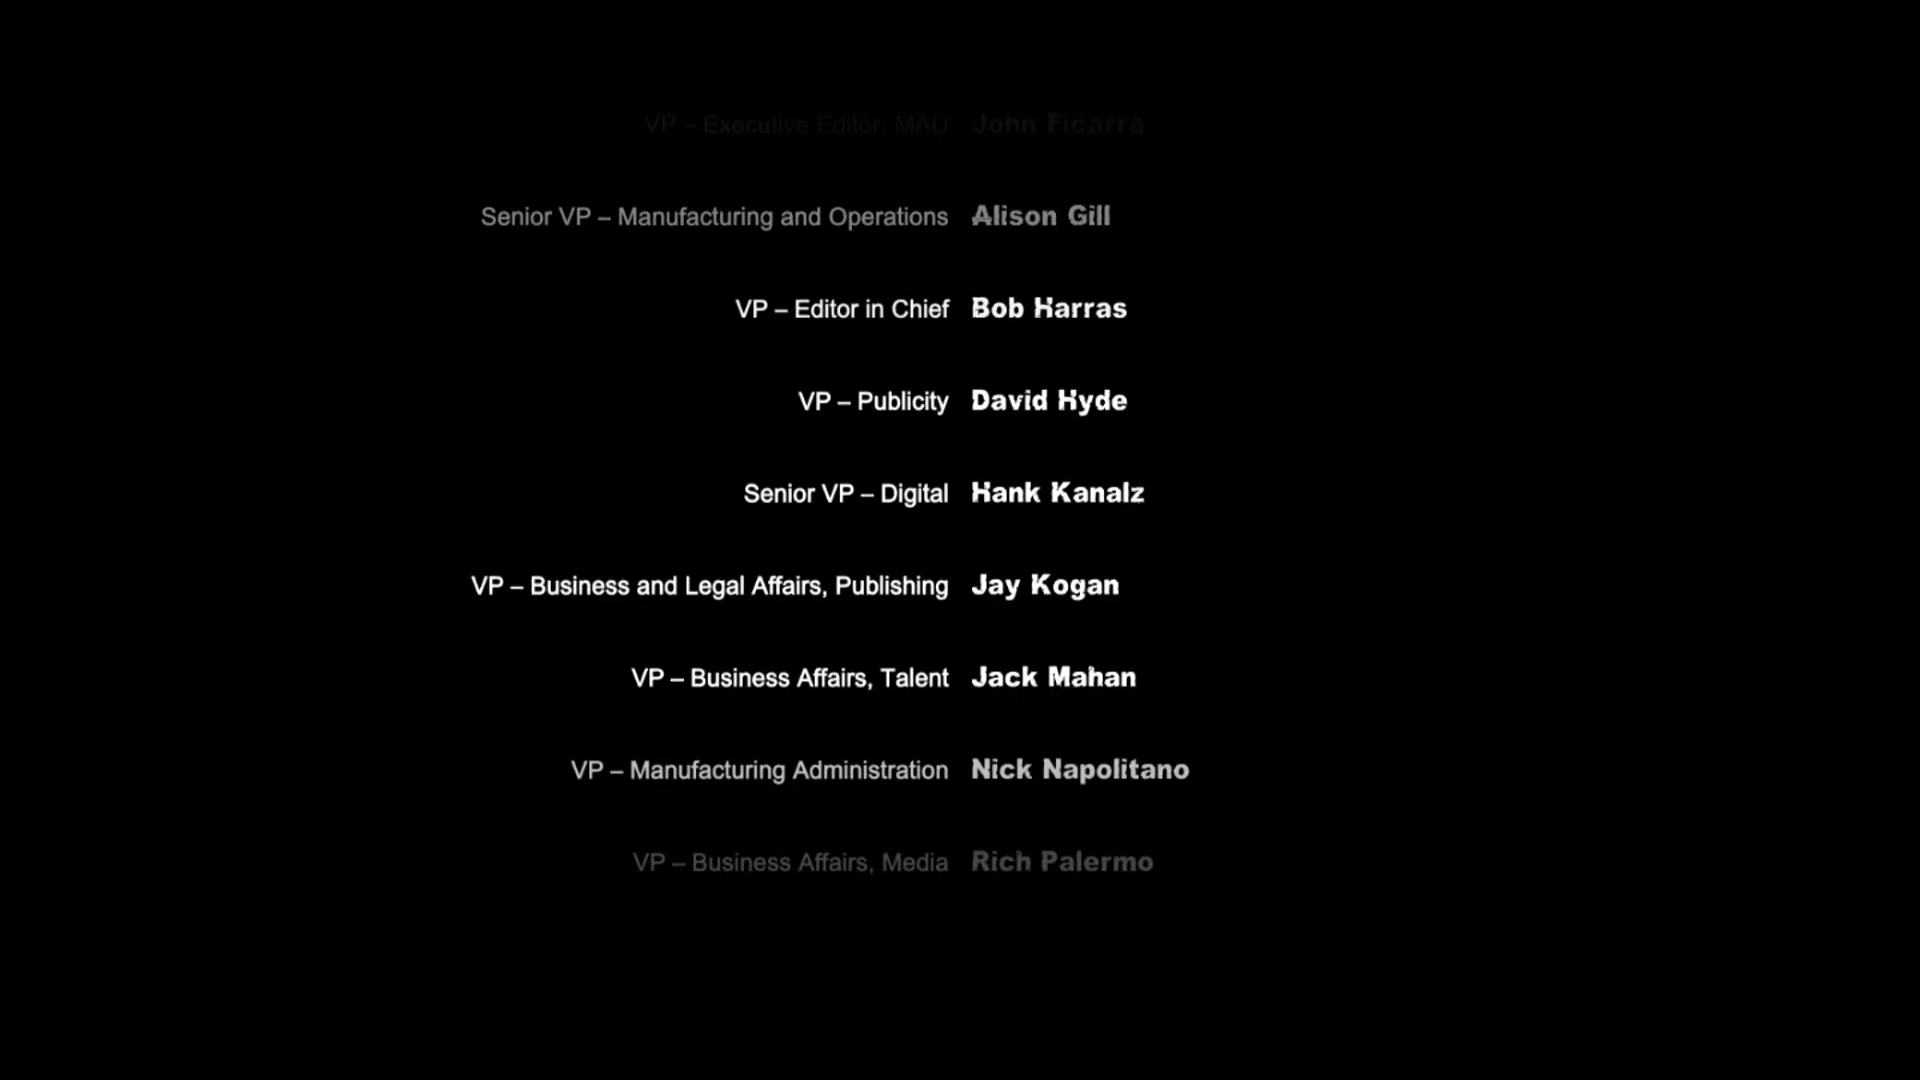 VP – Executive Editor, MAD John Ficarra
Senior VP – Manufacturing and Operations Alison Gill
VP – Editor in Chief Bob Harras
VP – Publicity David Hyde
Senior VP – Digital Hank Kanalz
VP – Business and Legal Affairs, Publishing Jay Kogan
VP – Business Affairs, Talent Jack Mahan
VP – Manufacturing Administration Nick Napolitano
VP – Business Affairs, Media Rich Palermo